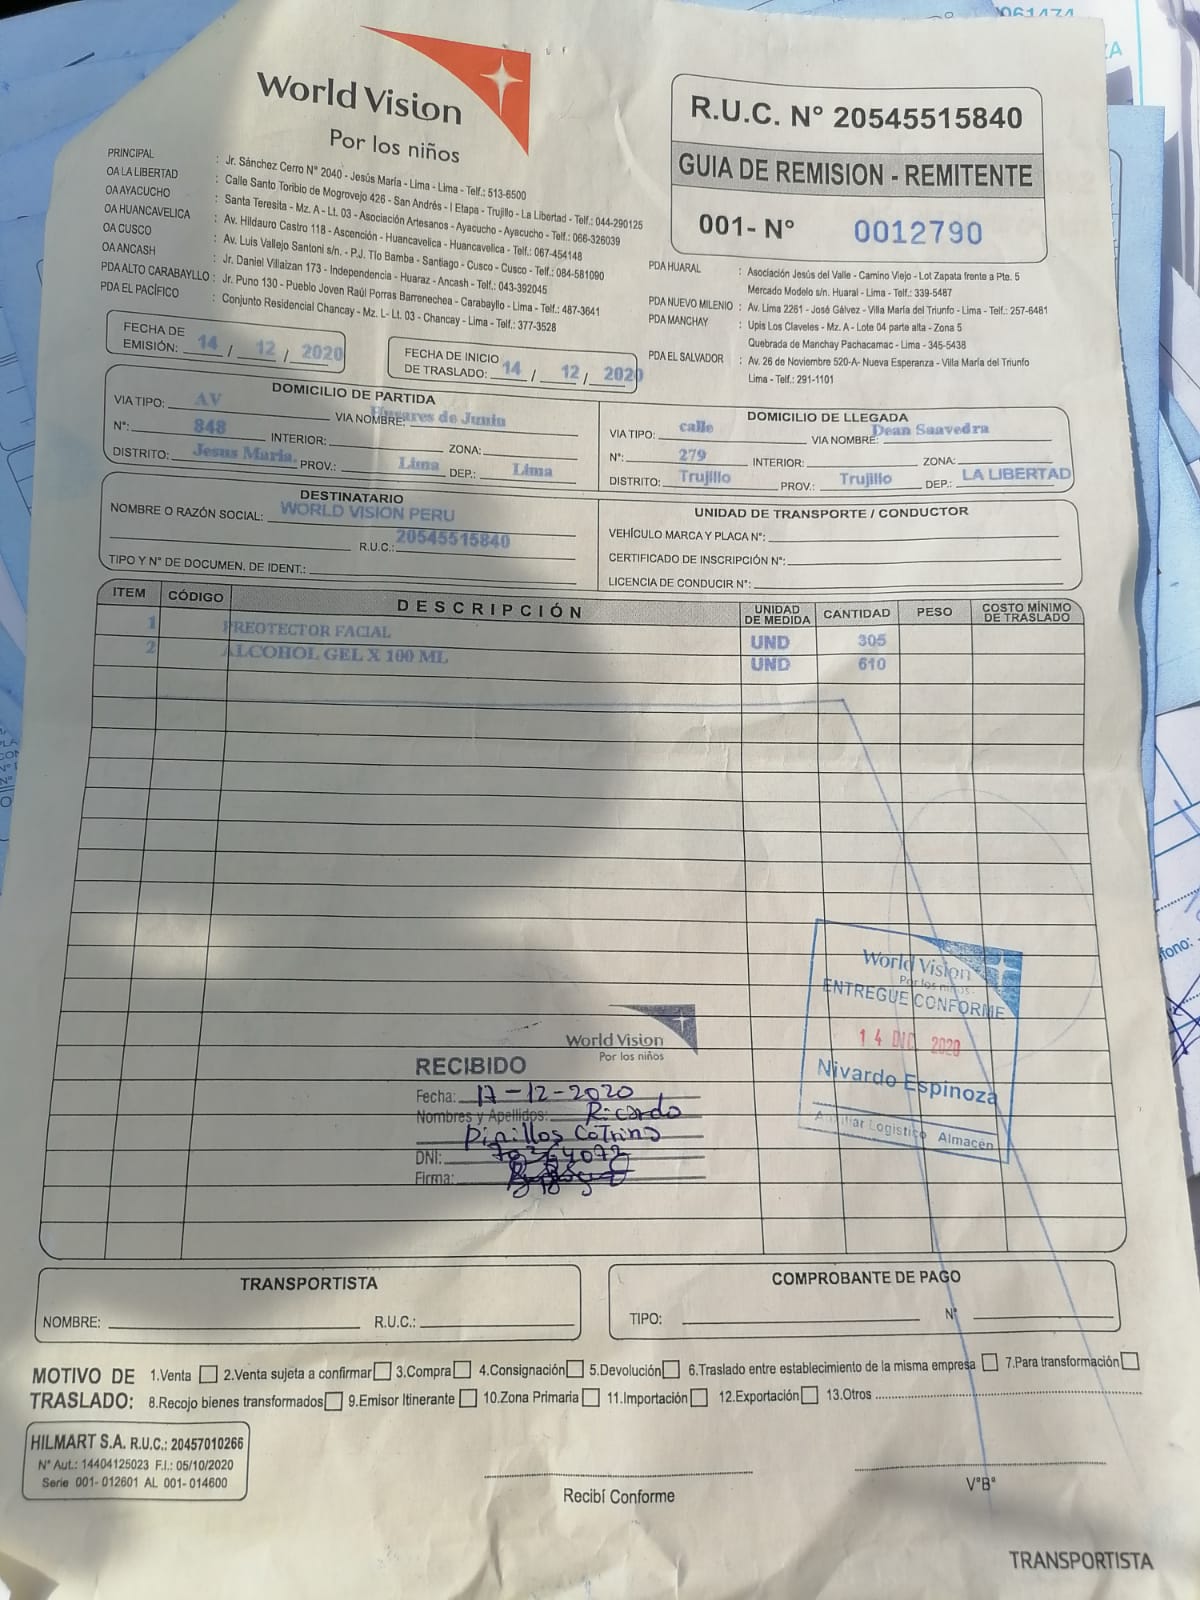 World Vision
Por los niños
R.U.C. N° 20545515840
GUIA DE REMISION - REMITENTE
001- N° 0012790
PRINCIPAL : Jr. Sánchez Cerro N° 2040 - Jesús María - Lima - Lima - Telf.: 513-6500
OA LA LIBERTAD : Calle Santo Toribio de Mogrovejo 426 - San Andrés - I Etapa - Trujillo - La Libertad - Telf.: 044-290125
OA AYACUCHO : Santa Teresita - Mz. A - Lt. 03 - Asociación Artesanos - Ayacucho - Ayacucho - Telf.: 066-326039
OA HUANCAVELICA : Av. Hildauro Castro 118 - Ascención - Huancavelica - Huancavelica - Telf.: 067-454148
OA CUSCO : Av. Luis Vallejo Santoni s/n. - P.J. Tío Bamba - Santiago - Cusco - Cusco - Telf.: 084-581090
OA ANCASH : Jr. Daniel Villaizan 173 - Independencia - Huaraz - Ancash - Telf.: 043-392045
PDA ALTO CARABAYLLO : Jr. Puno 130 - Pueblo Joven Raúl Porras Barrenechea - Carabayllo - Lima - Telf.: 487-3641
PDA EL PACÍFICO : Conjunto Residencial Chancay - Mz. L- Lt. 03 - Chancay - Lima - Telf.: 377-3528
PDA HUARAL : Asociación Jesús del Valle - Camino Viejo - Lot Zapata frente a Pte. 5
Mercado Modelo s/n. Huaral - Lima - Telf.: 339-5487
PDA NUEVO MILENIO : Av. Lima 2261 - José Gálvez - Villa María del Triunfo - Lima - Telf.: 257-6481
PDA MANCHAY : Upis Los Claveles - Mz. A - Lote 04 parte alta - Zona 5
Quebrada de Manchay Pachacamac - Lima - 345-5438
PDA EL SALVADOR : Av. 26 de Noviembre 520-A- Nueva Esperanza - Villa María del Triunfo
Lima - Telf.: 291-1101
FECHA DE
EMISIÓN: 14 / 12 / 2020
FECHA DE INICIO
DE TRASLADO: 14 / 12 / 2020
DOMICILIO DE PARTIDA
VIA TIPO: AV VIA NOMBRE: Husares de Junin
N°: 848 INTERIOR: ZONA:
DISTRITO: Jesus Maria. PROV.: Lima DEP.: Lima
DOMICILIO DE LLEGADA
VIA TIPO: calle VIA NOMBRE: Dean Saavedra
N°: 279 INTERIOR: ZONA:
DISTRITO: Trujillo PROV.: Trujillo DEP.: LA LIBERTAD
DESTINATARIO
NOMBRE O RAZÓN SOCIAL: WORLD VISION PERU
R.U.C.: 20545515840
TIPO Y N° DE DOCUMEN. DE IDENT.:
UNIDAD DE TRANSPORTE / CONDUCTOR
VEHÍCULO MARCA Y PLACA N°:
CERTIFICADO DE INSCRIPCIÓN N°:
LICENCIA DE CONDUCIR N°:
ITEM CÓDIGO DESCRIPCIÓN UNIDAD DE MEDIDA CANTIDAD PESO COSTO MÍNIMO DE TRASLADO
1 PREOTECTOR FACIAL UND 305
2 ALCOHOL GEL X 100 ML UND 610
World Vision
Por los niños
ENTREGUE CONFORME
14 DIC 2020
Nivardo Espinoza
Auxiliar Logistico Almacén
World Vision
Por los niños
RECIBIDO
Fecha: 17-12-2020
Nombres y Apellidos: Ricardo
Pinillos Cotrino
DNI:
Firma:
TRANSPORTISTA
NOMBRE: R.U.C.:
COMPROBANTE DE PAGO
TIPO: N°
MOTIVO DE TRASLADO: 1.Venta 2.Venta sujeta a confirmar 3.Compra 4.Consignación 5.Devolución 6.Traslado entre establecimiento de la misma empresa 7.Para transformación
8.Recojo bienes transformados 9.Emisor Itinerante 10.Zona Primaria 11.Importación 12.Exportación 13.Otros
HILMART S.A. R.U.C.: 20457010266
N° Aut.: 14404125023 F.I.: 05/10/2020
Serie 001- 012601 AL 001- 014600
Recibí Conforme
V°B°
TRANSPORTISTA